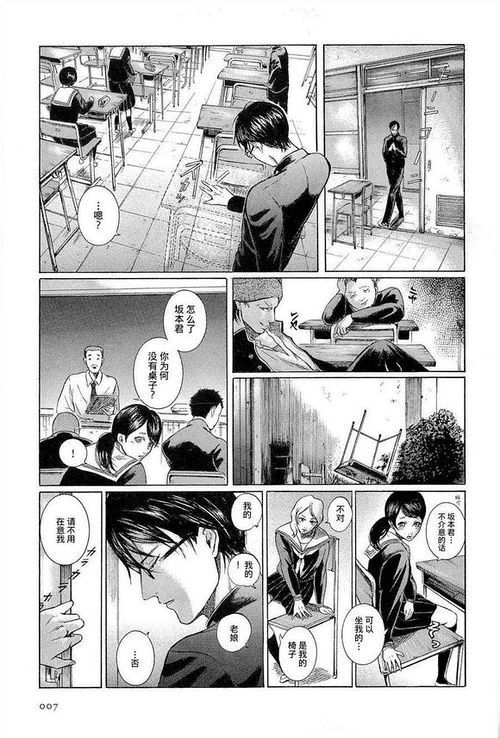 …嗯？
怎么了
坂本君
你为何
没有桌子？
！
坂本君…
不介意的
话
可以
坐我的…
不对
是我的
椅子
我的
！
我的
老娘
…否
请不用
在意我
007